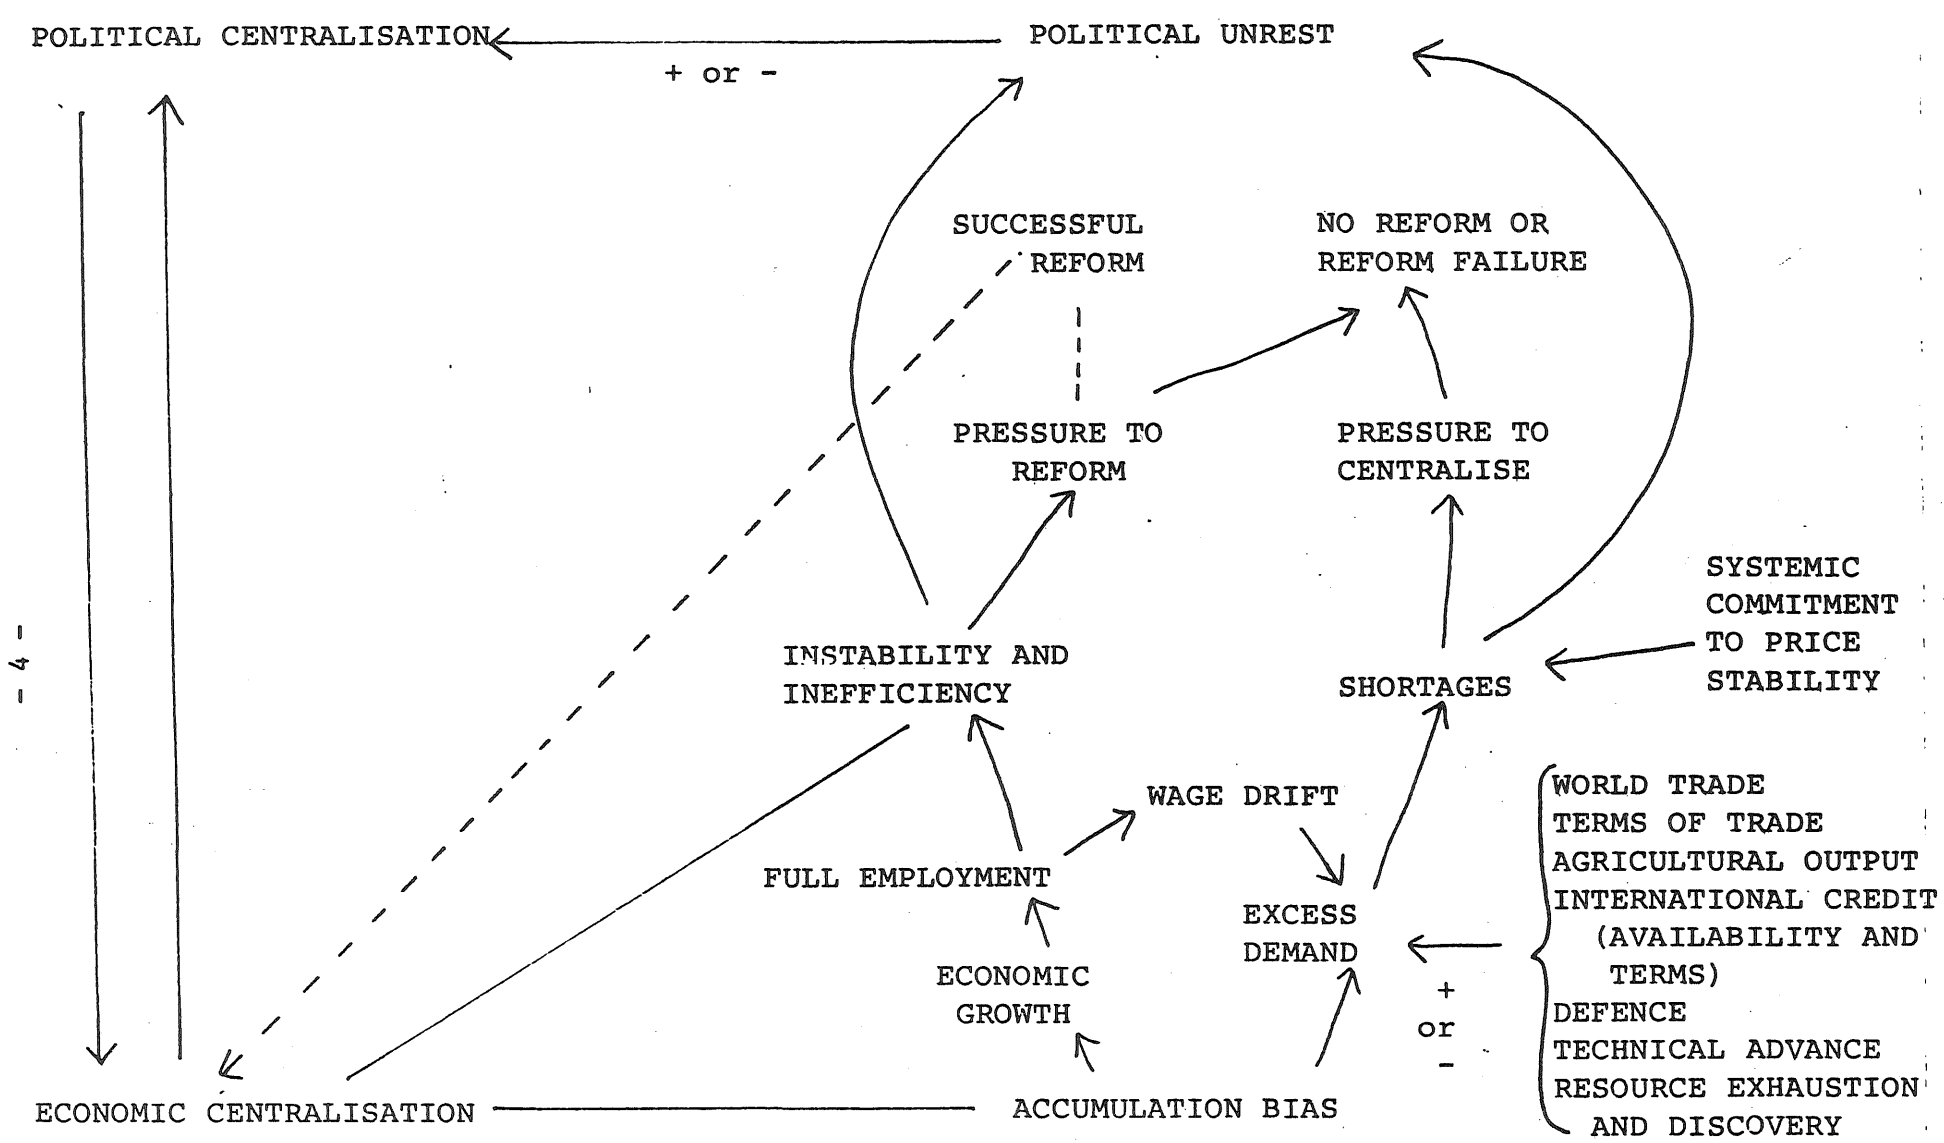 POLITICAL CENTRALISATION
POLITICAL UNREST
+ or -
SUCCESSFUL
REFORM
NO REFORM OR
REFORM FAILURE
PRESSURE TO
REFORM
PRESSURE TO
CENTRALISE
SYSTEMIC
COMMITMENT
TO PRICE
STABILITY
- 4 -
INSTABILITY AND
INEFFICIENCY
SHORTAGES
WAGE DRIFT
FULL EMPLOYMENT
EXCESS
DEMAND
ECONOMIC
GROWTH
+
or
-
WORLD TRADE
TERMS OF TRADE
AGRICULTURAL OUTPUT
INTERNATIONAL CREDIT
(AVAILABILITY AND
TERMS)
DEFENCE
TECHNICAL ADVANCE
RESOURCE EXHAUSTION
AND DISCOVERY
ECONOMIC CENTRALISATION
ACCUMULATION BIAS